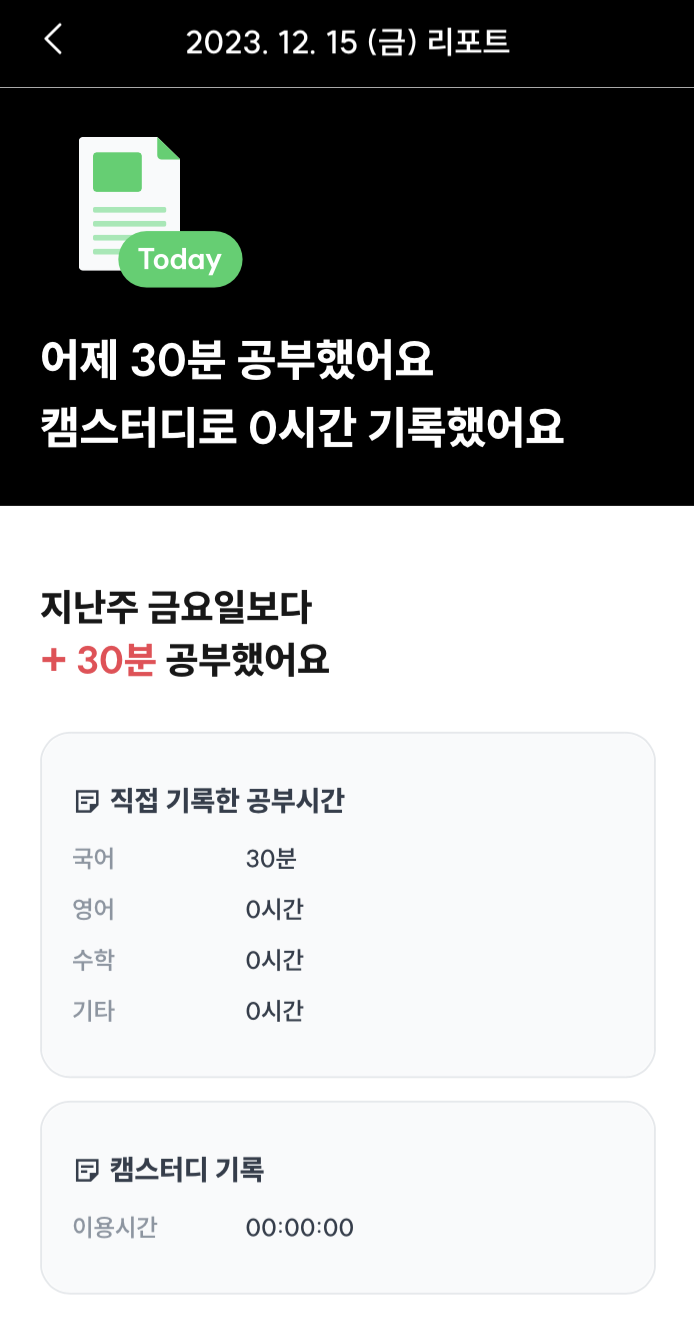 2023. 12. 15 (금) 리포트
Today
어제 30분 공부했어요
캠스터디로 0시간 기록했어요
지난주 금요일보다
+ 30분 공부했어요
직접 기록한 공부시간
국어 30분
영어 0시간
수학 0시간
기타 0시간
캠스터디 기록
이용시간 00:00:00